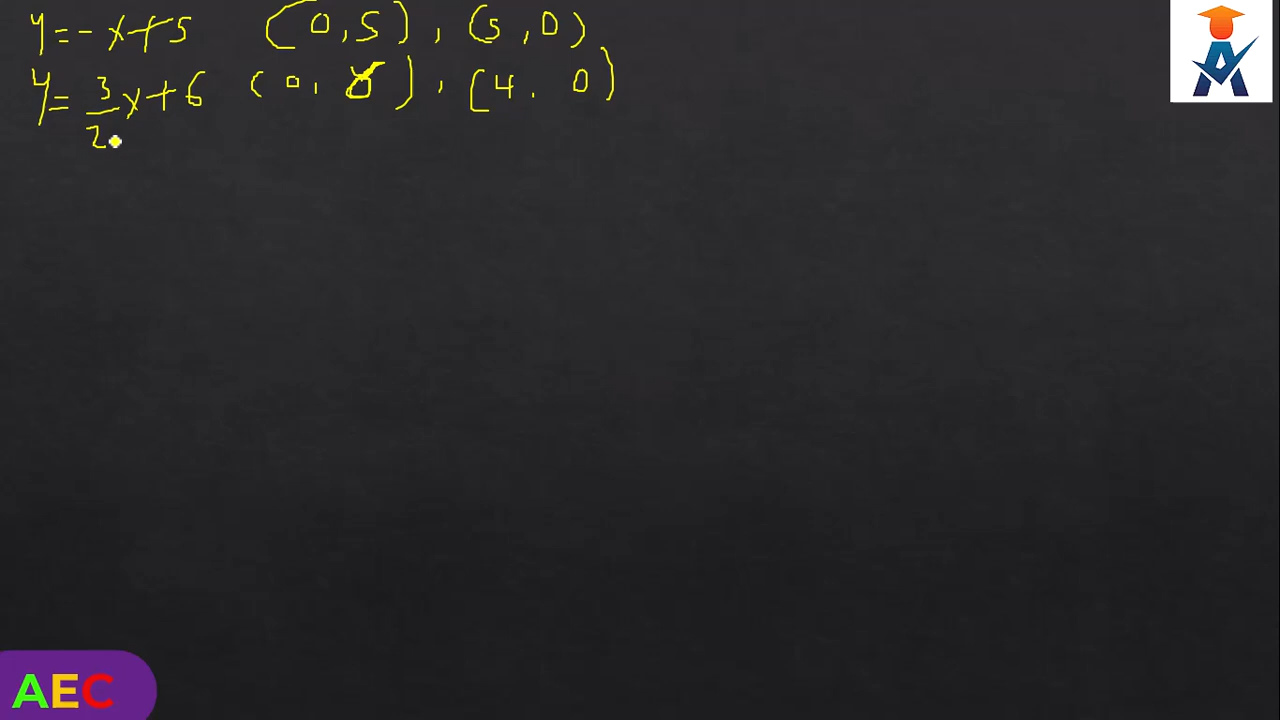 y = -x + 5 (0, 5), (5, 0)
y = 3/2 x + 6 (0, 6), (4, 0)
AEC